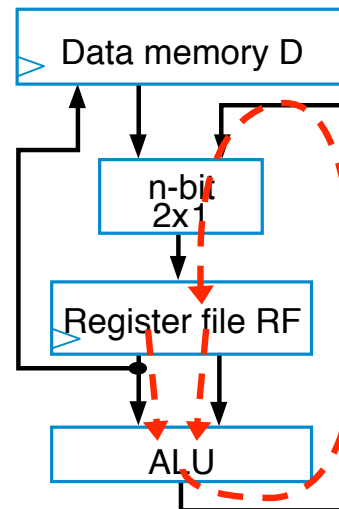 Data memory D
n-bit
2x1
Register file RF
ALU